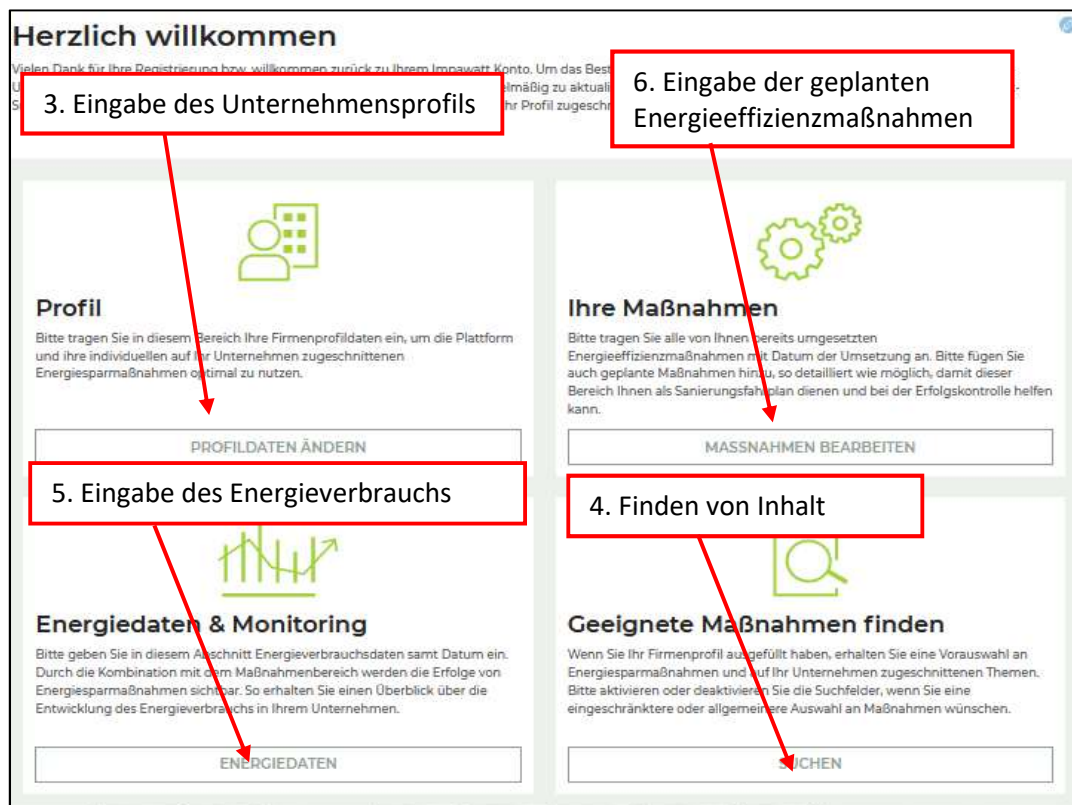 Herzlich willkommen
Vielen Dank für Ihre Registrierung bzw. willkommen zurück zu Ihrem Impawatt Konto. Um das Best
elmäßig zu aktuali
hr Profil zugeschn
3. Eingabe des Unternehmensprofils
6. Eingabe der geplanten
Energieeffizienzmaßnahmen
Profil
Bitte tragen Sie in diesem Bereich Ihre Firmenprofildaten ein, um die Plattform
und ihre individuellen auf Ihr Unternehmen zugeschnittenen
Energiesparmaßnahmen optimal zu nutzen.
PROFILDATEN ÄNDERN
Ihre Maßnahmen
Bitte tragen Sie alle von Ihnen bereits umgesetzten
Energieeffizienzmaßnahmen mit Datum der Umsetzung an. Bitte fügen Sie
auch geplante Maßnahmen hinzu, so detailliert wie möglich, damit dieser
Bereich Ihnen als Sanierungsfahrplan dienen und bei der Erfolgskontrolle helfen
kann.
MASSNAHMEN BEARBEITEN
5. Eingabe des Energieverbrauchs
4. Finden von Inhalt
Energiedaten & Monitoring
Bitte geben Sie in diesem Abschnitt Energieverbrauchsdaten samt Datum ein.
Durch die Kombination mit dem Maßnahmenbereich werden die Erfolge von
Energiesparmaßnahmen sichtbar. So erhalten Sie einen Überblick über die
Entwicklung des Energieverbrauchs in Ihrem Unternehmen.
ENERGIEDATEN
Geeignete Maßnahmen finden
Wenn Sie Ihr Firmenprofil ausgefüllt haben, erhalten Sie eine Vorauswahl an
Energiesparmaßnahmen und auf Ihr Unternehmen zugeschnittenen Themen.
Bitte aktivieren oder deaktivieren Sie die Suchfelder, wenn Sie eine
eingeschränktere oder allgemeinere Auswahl an Maßnahmen wünschen.
SUCHEN